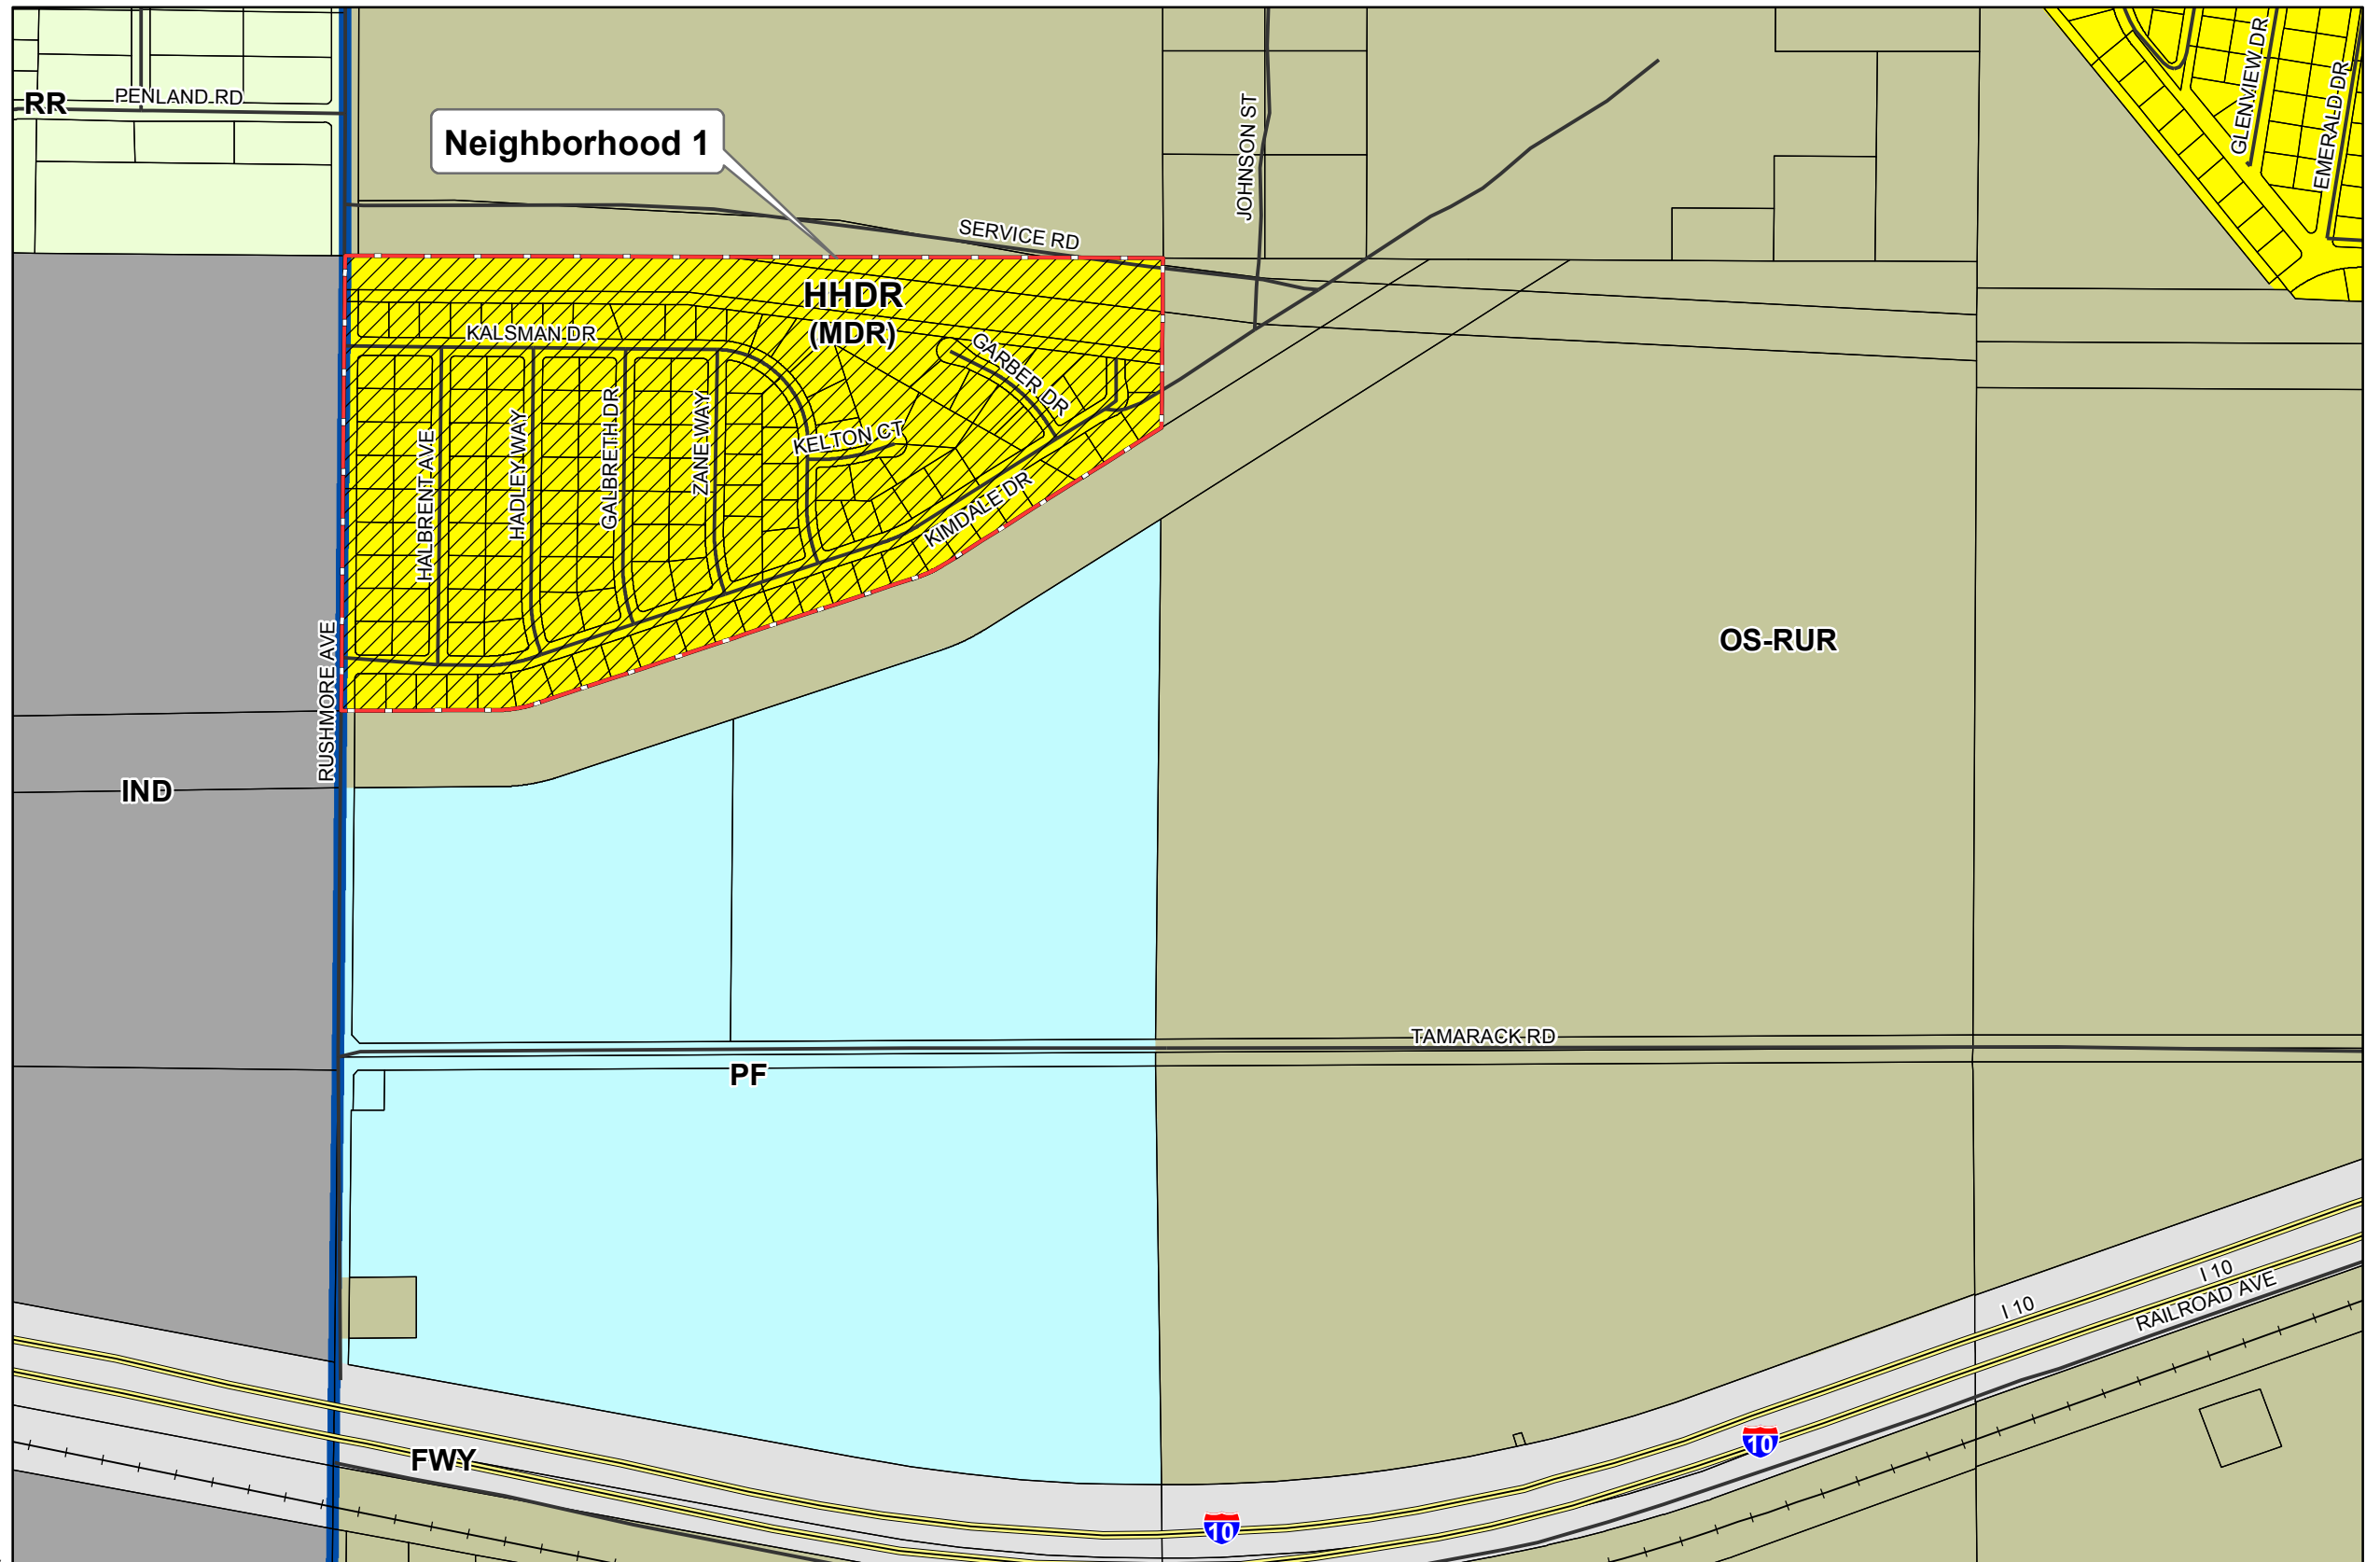 GLENVIEW DR
EMERALD DR
RR
PENLAND RD
Neighborhood 1
JOHNSON ST
SERVICE RD
HHDR
(MDR)
KALSMAN DR
GARBER DR
KELTON CT
HALBRENT AVE
HADLEY WAY
GALBRETH DR
ZANE WAY
KIMDALE DR
RUSHMORE AVE
OS-RUR
IND
TAMARACK RD
PF
I 10
I 10
RAILROAD AVE
FWY
10
10